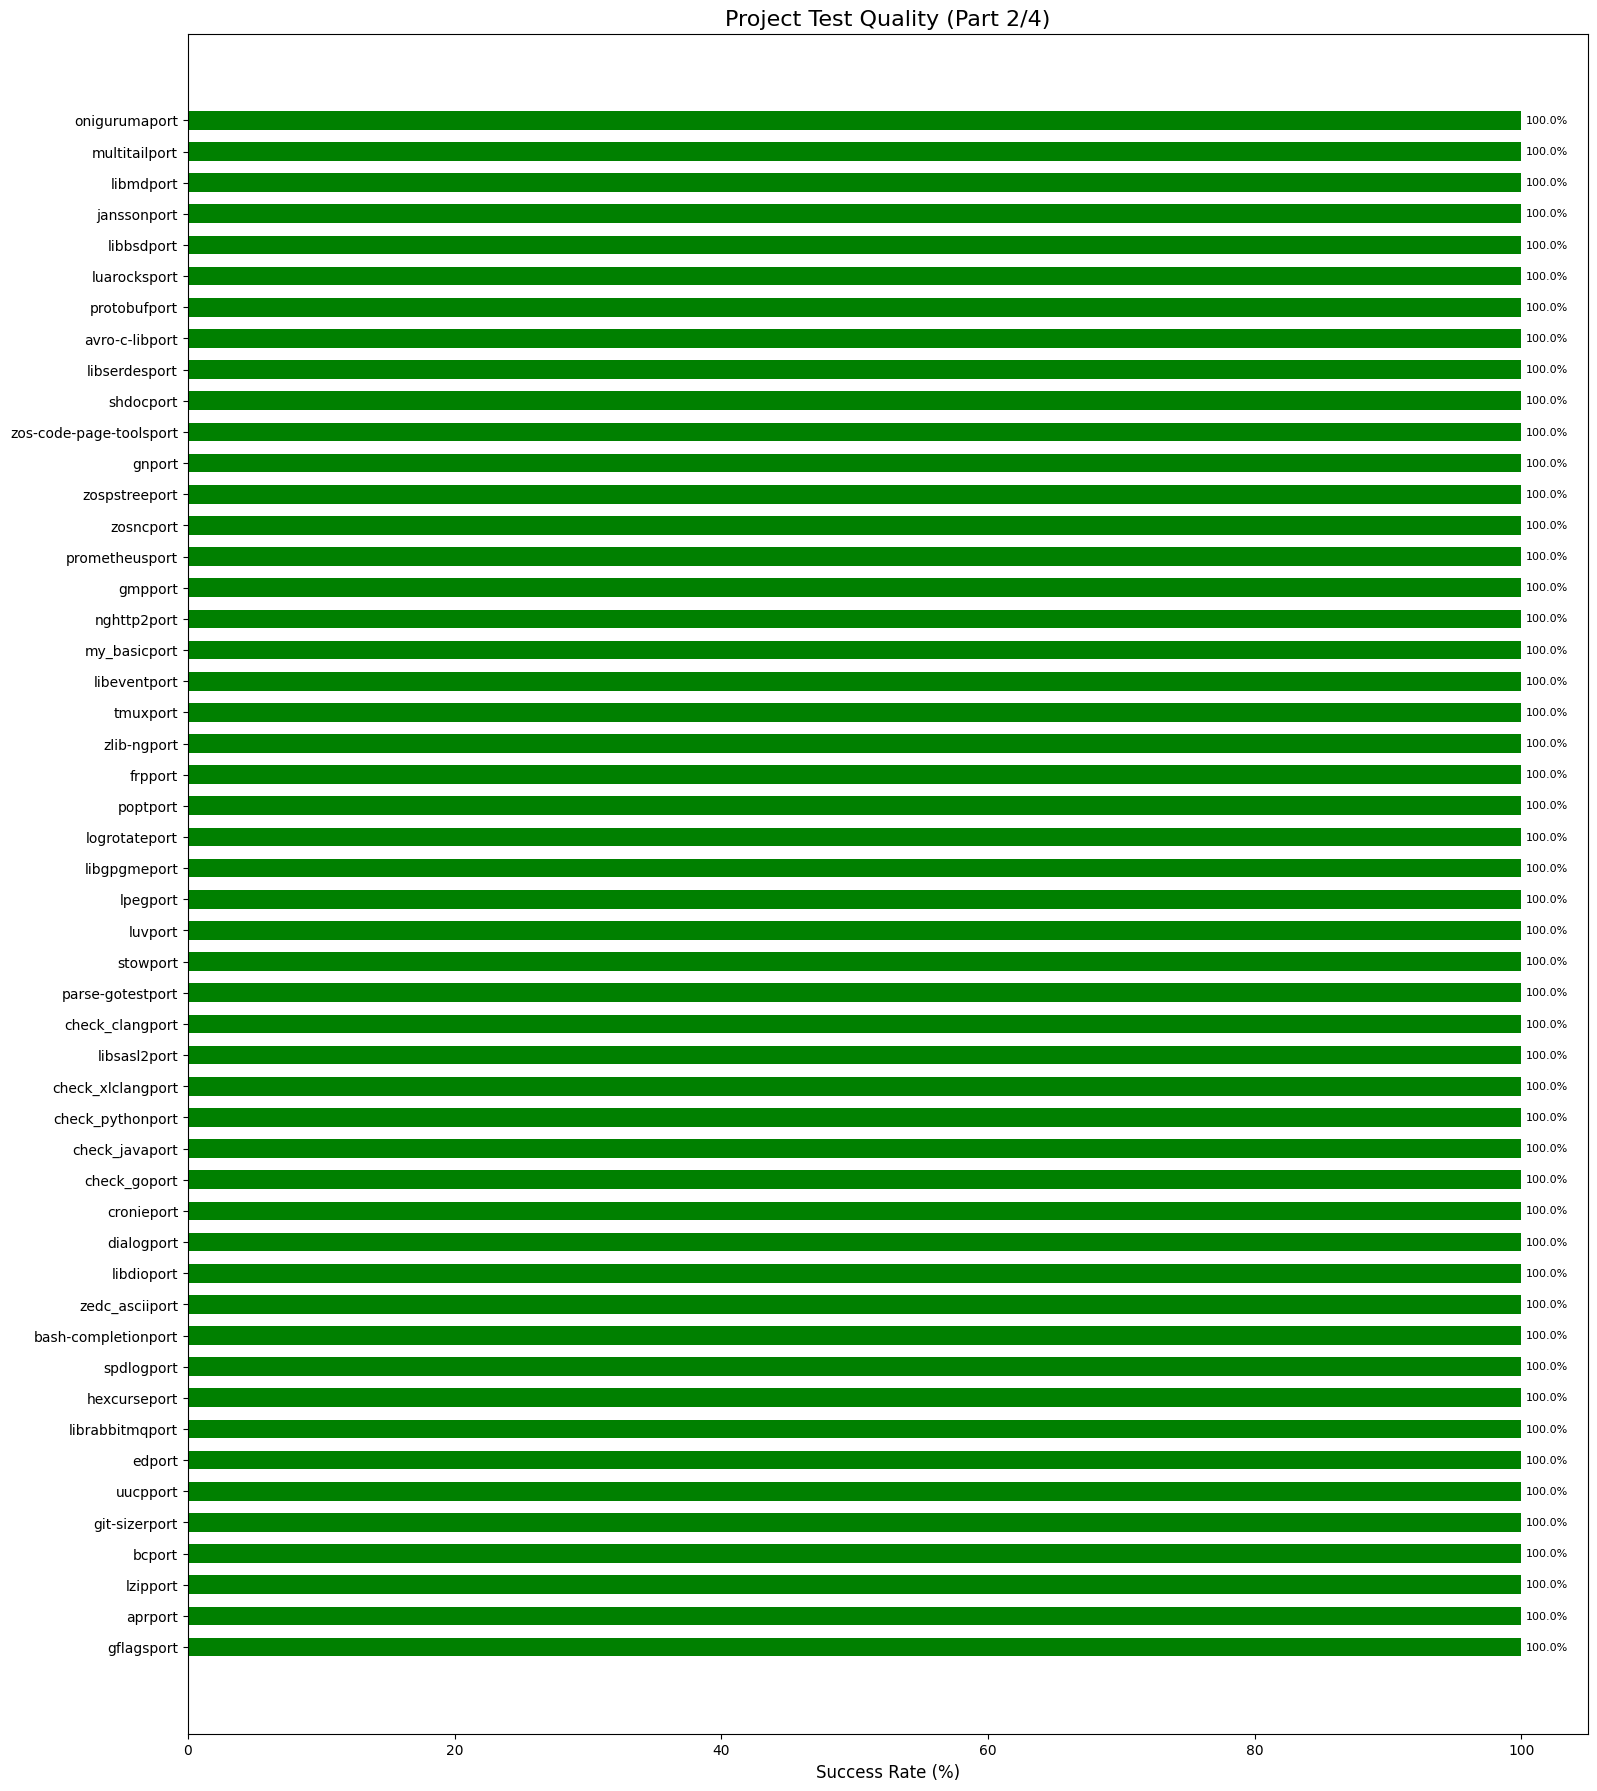 Project Test Quality (Part 2/4)
onigurumaport 100.0%
multitailport 100.0%
libmdport 100.0%
janssonport 100.0%
libbsdport 100.0%
luarocksport 100.0%
protobufport 100.0%
avro-c-libport 100.0%
libserdesport 100.0%
shdocport 100.0%
zos-code-page-toolsport 100.0%
gnport 100.0%
zospstreeport 100.0%
zosncport 100.0%
prometheusport 100.0%
gmpport 100.0%
nghttp2port 100.0%
my_basicport 100.0%
libeventport 100.0%
tmuxport 100.0%
zlib-ngport 100.0%
frpport 100.0%
poptport 100.0%
logrotateport 100.0%
libgpgmeport 100.0%
lpegport 100.0%
luvport 100.0%
stowport 100.0%
parse-gotestport 100.0%
check_clangport 100.0%
libsasl2port 100.0%
check_xlclangport 100.0%
check_pythonport 100.0%
check_javaport 100.0%
check_goport 100.0%
cronieport 100.0%
dialogport 100.0%
libdioport 100.0%
zedc_asciiport 100.0%
bash-completionport 100.0%
spdlogport 100.0%
hexcurseport 100.0%
librabbitmqport 100.0%
edport 100.0%
uucpport 100.0%
git-sizerport 100.0%
bcport 100.0%
lzipport 100.0%
aprport 100.0%
gflagsport 100.0%
0 20 40 60 80 100
Success Rate (%)